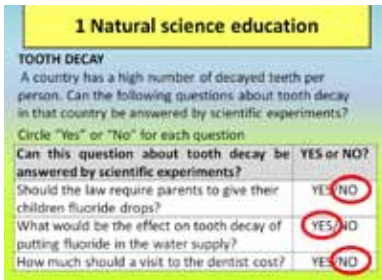 1 Natural science education
TOOTH DECAY
A country has a high number of decayed teeth per
person. Can the following questions about tooth decay
in that country be answered by scientific experiments?
Circle "Yes" or "No" for each question
Can this question about tooth decay be YES or NO?
answered by scientific experiments?
Should the law require parents to give their YES/NO
children fluoride drops?
What would be the effect on tooth decay of YES/NO
putting fluoride in the water supply?
How much should a visit to the dentist cost? YES/NO